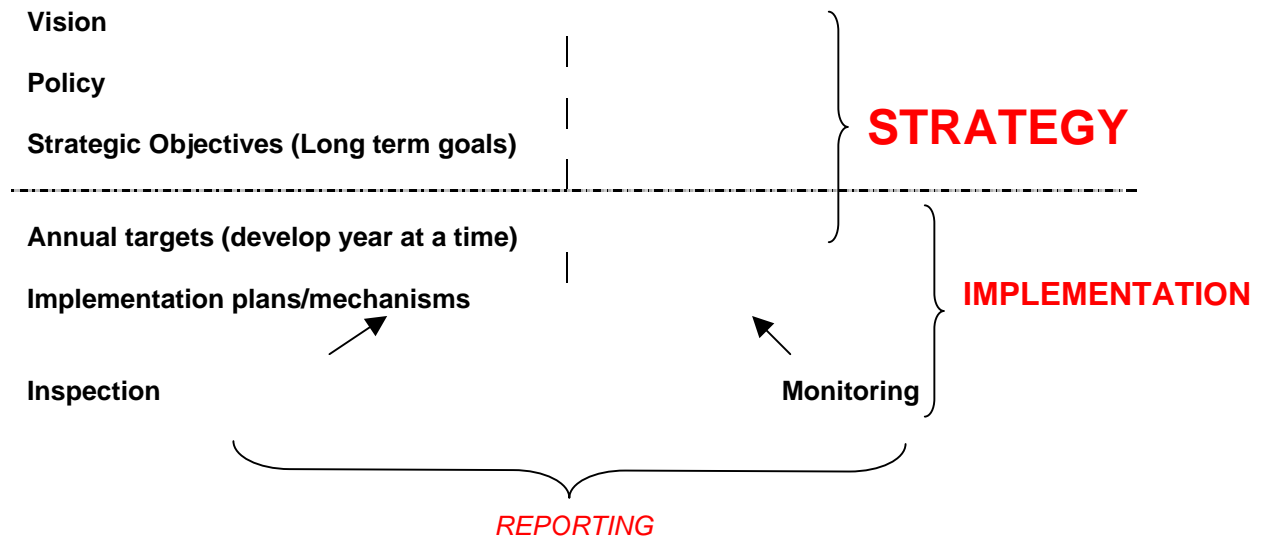 Vision
Policy
STRATEGY
Strategic Objectives (Long term goals)
Annual targets (develop year at a time)
Implementation plans/mechanisms
IMPLEMENTATION
Inspection
Monitoring
REPORTING